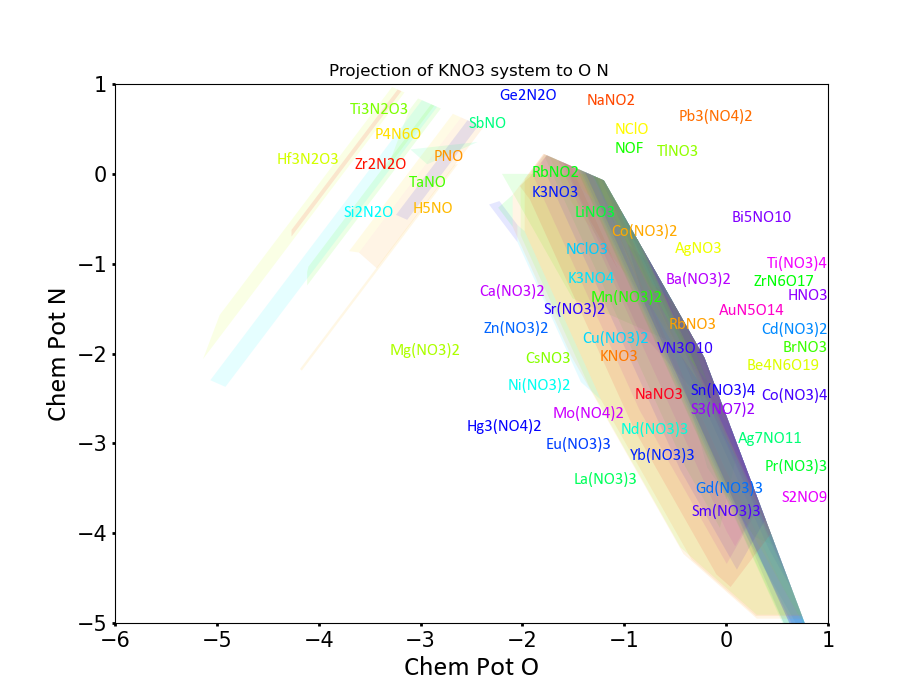 Projection of KNO3 system to O N
Ge2N2O
NaNO2
Ti3N2O3
Pb3(NO4)2
SbNO
NClO
P4N6O
NOF
TlNO3
PNO
Hf3N2O3
Zr2N2O
RbNO2
TaNO
K3NO3
H5NO
Si2N2O
LiNO3
Bi5NO10
Co(NO3)2
NClO3
AgNO3
Ti(NO3)4
K3NO4
Ba(NO3)2
ZrN6O17
Ca(NO3)2
Mn(NO3)2
HNO3
Sr(NO3)2
AuN5O14
RbNO3
Zn(NO3)2
Cd(NO3)2
Cu(NO3)2
VN3O10
BrNO3
Mg(NO3)2
CsNO3
KNO3
Be4N6O19
Ni(NO3)2
NaNO3
Sn(NO3)4
Co(NO3)4
S3(NO7)2
Mo(NO4)2
Hg3(NO4)2
Nd(NO3)3
Ag7NO11
Eu(NO3)3
Yb(NO3)3
Pr(NO3)3
La(NO3)3
Gd(NO3)3
S2NO9
Sm(NO3)3
1
0
−1
−2
−3
−4
−5
Chem Pot N
−6
−5
−4
−3
−2
−1
0
1
Chem Pot O